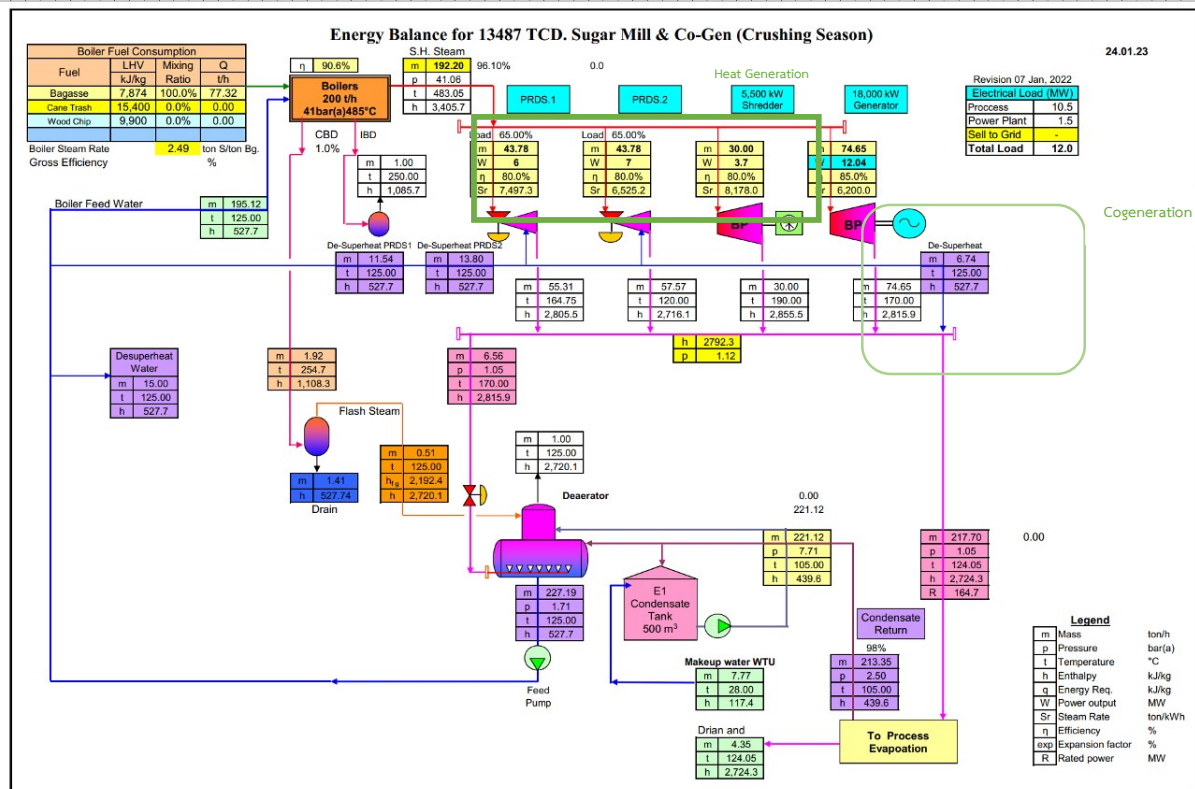 Energy Balance for 13487 TCD. Sugar Mill & Co-Gen (Crushing Season)
24.01.23
Boiler Fuel Consumption
Fuel LHV kJ/kg Mixing Ratio Q t/h
Bagasse 7,874 100.0% 77.32
Cane Trash 15,400 0.0% 0.00
Wood Chip 9,900 0.0% 0.00
Boiler Steam Rate 2.49 ton S/ton Bg.
Gross Efficiency %
η 90.6%
Boilers
200 t/h
41bar(a)485°C
CBD
1.0%
IBD
S.H. Steam
m 192.20 96.10% 0.0
p 41.06
t 483.05
h 3,405.7
Heat Generation
PRDS.1
PRDS.2
5,500 kW
Shredder
18,000 kW
Generator
Revision 07 Jan, 2022
Electrical Load (MW)
Proccess 10.5
Power Plant 1.5
Sell to Grid -
Total Load 12.0
m 1.00
t 250.00
h 1,085.7
Load 65.00%
m 43.78
W 6
η 80.0%
Sr 7,497.3
Load 65.00%
m 43.78
W 7
η 80.0%
Sr 6,525.2
m 30.00
W 3.7
η 80.0%
Sr 8,178.0
m 74.65
W 12.04
η 85.0%
Sr 6,200.0
BP
BP
Cogeneration
Boiler Feed Water
m 195.12
t 125.00
h 527.7
De-Superheat PRDS1
m 11.54
t 125.00
h 527.7
De-Superheat PRDS2
m 13.80
t 125.00
h 527.7
De-Superheat
m 6.74
t 125.00
h 527.7
m 55.31
t 164.75
h 2,805.5
m 57.57
t 120.00
h 2,716.1
m 30.00
t 190.00
h 2,855.5
m 74.65
t 170.00
h 2,815.9
h 2792.3
p 1.12
Desuperheat
Water
m 15.00
t 125.00
h 527.7
m 1.92
t 254.7
h 1,108.3
m 6.56
p 1.05
t 170.00
h 2,815.9
Flash Steam
m 0.51
t 125.00
hfg 2,192.4
h 2,720.1
m 1.00
t 125.00
h 2,720.1
m 1.41
h 527.74
Drain
Deaerator
0.00
221.12
m 221.12
p 7.71
t 105.00
h 439.6
m 217.70
p 1.05
t 124.05
h 2,724.3
R 164.7
0.00
m 227.19
p 1.71
t 125.00
h 527.7
Feed
Pump
E1
Condensate
Tank
500 m³
Condensate
Return
98%
m 213.35
p 2.50
t 105.00
h 439.6
Makeup water WTU
m 7.77
t 28.00
h 117.4
Drian and
m 4.35
t 124.05
h 2,724.3
To Process
Evapoation
Legend
m Mass ton/h
p Pressure bar(a)
t Temperature °C
h Enthalpy kJ/kg
q Energy Req. kJ/kg
W Power output MW
Sr Steam Rate ton/kWh
η Efficiency %
exp Expansion factor %
R Rated power MW